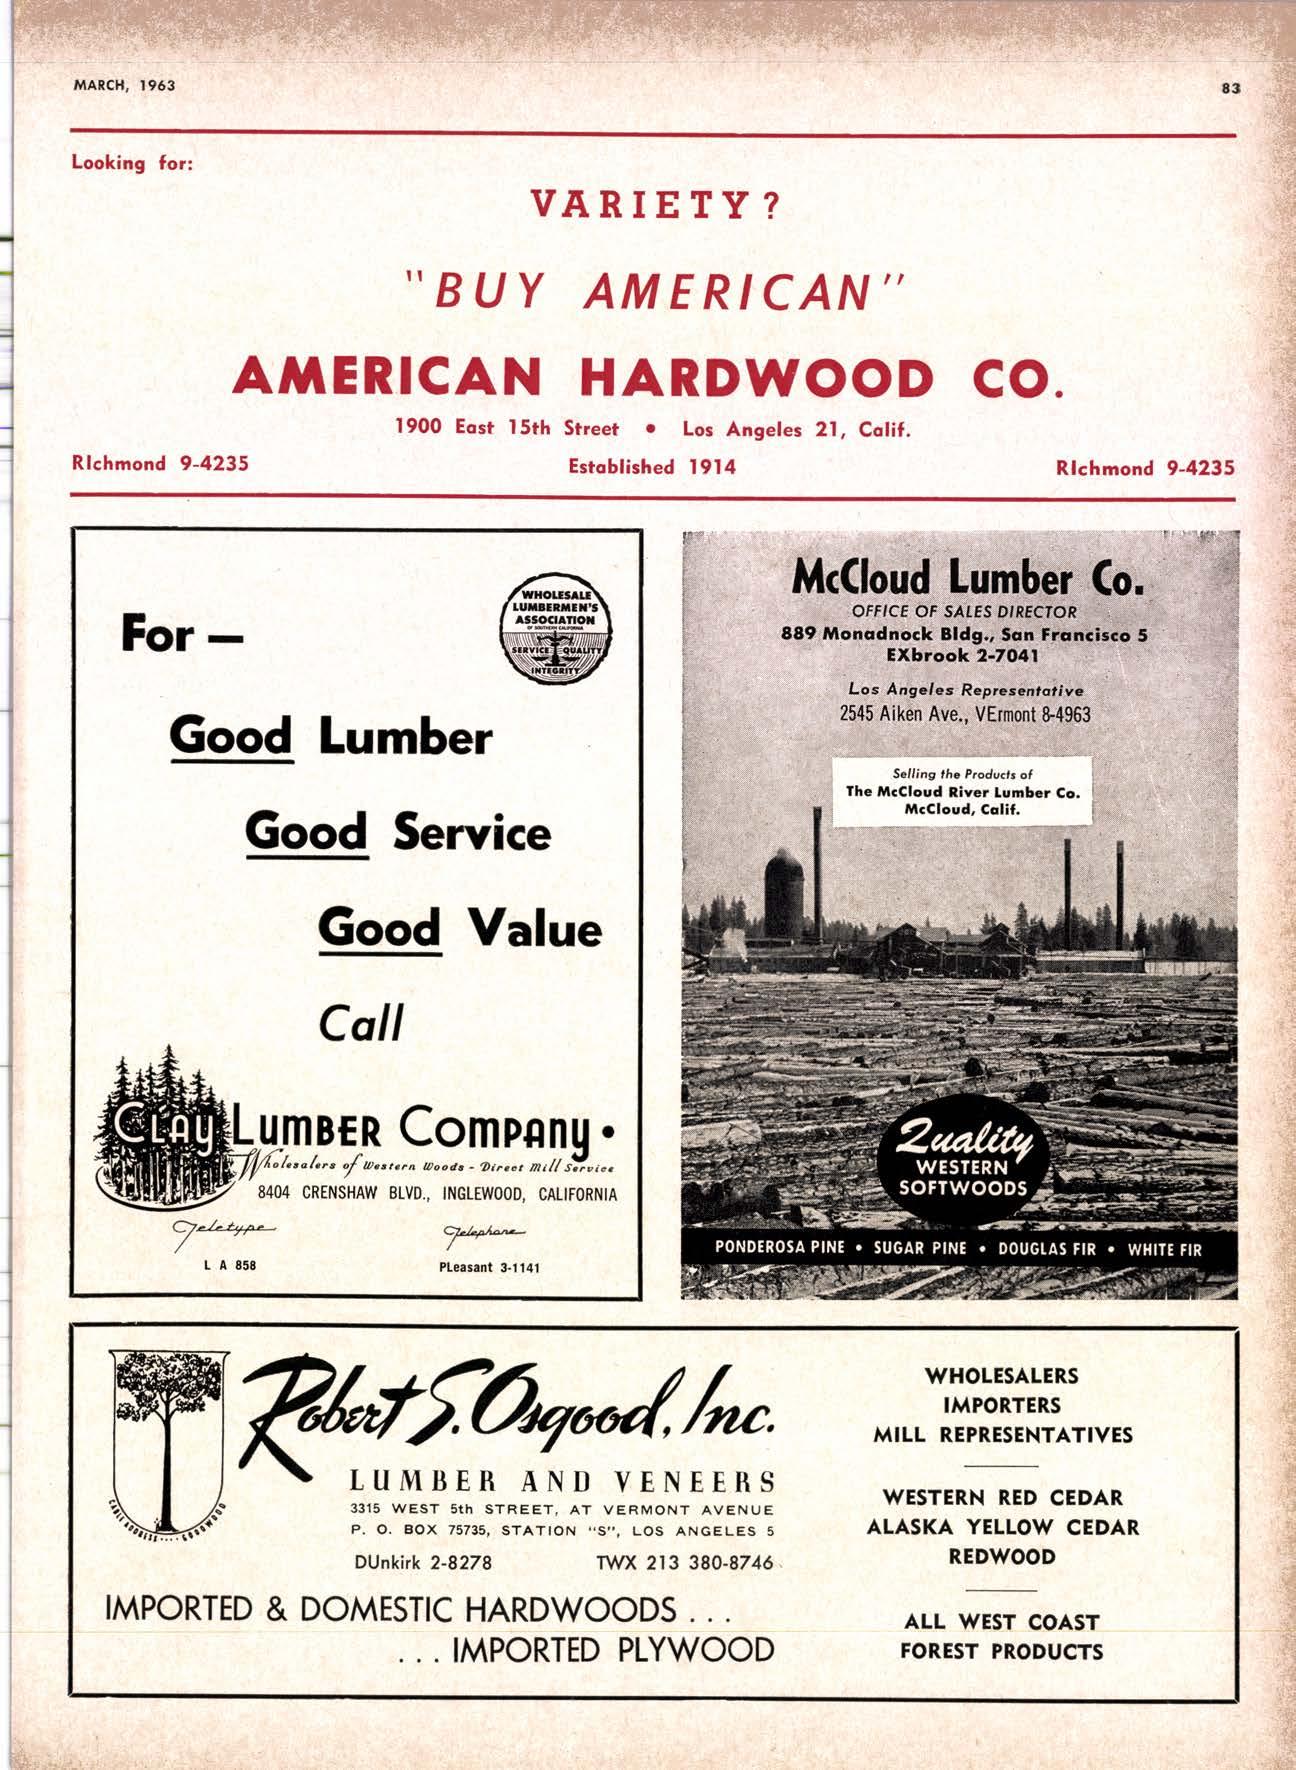 MARCH, 1963
83
Looking for:
VARIETY?
"BUY AMERICAN"
AMERICAN HARDWOOD CO.
1900 East 15th Street • Los Angeles 21, Calif.
RIchmond 9-4235 Established 1914 RIchmond 9-4235
For —
WHOLESALE
LUMBERMEN'S
ASSOCIATION
OF SOUTHERN CALIFORNIA
SERVICE QUALITY
INTEGRITY
Good Lumber
Good Service
Good Value
Call
CLAY LUMBER COMPANY •
Wholesalers of Western Woods - Direct Mill Service
8404 CRENSHAW BLVD., INGLEWOOD, CALIFORNIA
Teletype Telephone
L A 858 PLeasant 3-1141
McCloud Lumber Co.
OFFICE OF SALES DIRECTOR
889 Monadnock Bldg., San Francisco 5
EXbrook 2-7041
Los Angeles Representative
2545 Aiken Ave., VErmont 8-4963
Selling the Products of
The McCloud River Lumber Co.
McCloud, Calif.
Quality
WESTERN
SOFTWOODS
PONDEROSA PINE • SUGAR PINE • DOUGLAS FIR • WHITE FIR
CABLE ADDRESS....GOODWOOD
Robert S. Osgood, Inc.
LUMBER AND VENEERS
3315 WEST 5th STREET, AT VERMONT AVENUE
P. O. BOX 75735, STATION "S", LOS ANGELES 5
DUnkirk 2-8278 TWX 213 380-8746
IMPORTED & DOMESTIC HARDWOODS . . .
. . . IMPORTED PLYWOOD
WHOLESALERS
IMPORTERS
MILL REPRESENTATIVES
WESTERN RED CEDAR
ALASKA YELLOW CEDAR
REDWOOD
ALL WEST COAST
FOREST PRODUCTS